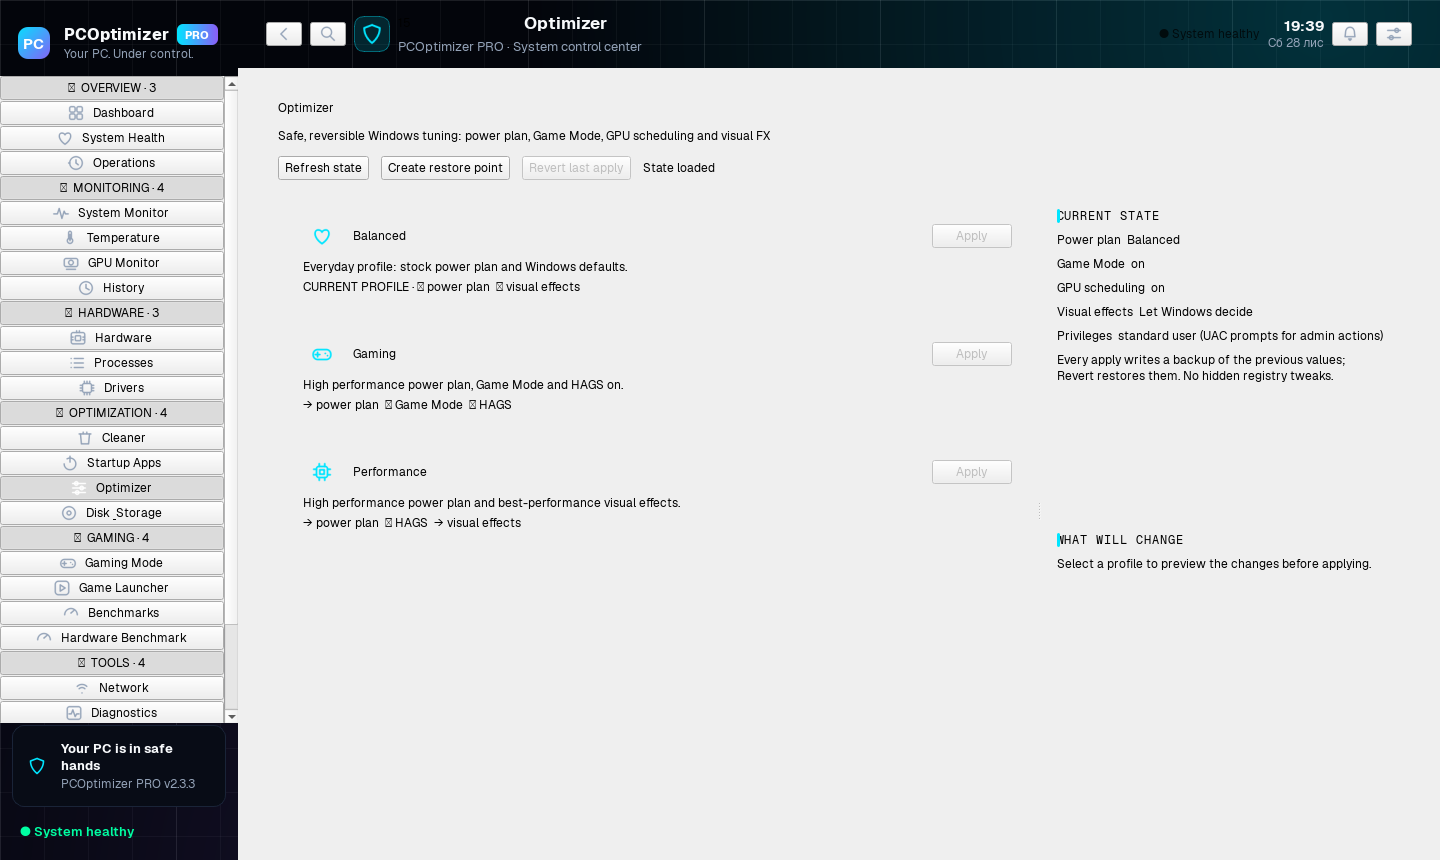 PC
PCOptimizer PRO
Your PC. Under control.
OVERVIEW · 3
Dashboard
System Health
Operations
MONITORING · 4
System Monitor
Temperature
GPU Monitor
History
HARDWARE · 3
Hardware
Processes
Drivers
OPTIMIZATION · 4
Cleaner
Startup Apps
Optimizer
Disk _Storage
GAMING · 4
Gaming Mode
Game Launcher
Benchmarks
Hardware Benchmark
TOOLS · 4
Network
Diagnostics
Your PC is in safe
hands
PCOptimizer PRO v2.3.3
● System healthy
Optimizer
PCOptimizer PRO · System control center
● System healthy
19:39
Сб 28 лис
Optimizer
Safe, reversible Windows tuning: power plan, Game Mode, GPU scheduling and visual FX
Refresh state
Create restore point
Revert last apply
State loaded
Balanced
Apply
Everyday profile: stock power plan and Windows defaults.
CURRENT PROFILE · power plan visual effects
Gaming
Apply
High performance power plan, Game Mode and HAGS on.
→ power plan Game Mode HAGS
Performance
Apply
High performance power plan and best-performance visual effects.
→ power plan HAGS → visual effects
CURRENT STATE
Power plan Balanced
Game Mode on
GPU scheduling on
Visual effects Let Windows decide
Privileges standard user (UAC prompts for admin actions)
Every apply writes a backup of the previous values;
Revert restores them. No hidden registry tweaks.
WHAT WILL CHANGE
Select a profile to preview the changes before applying.